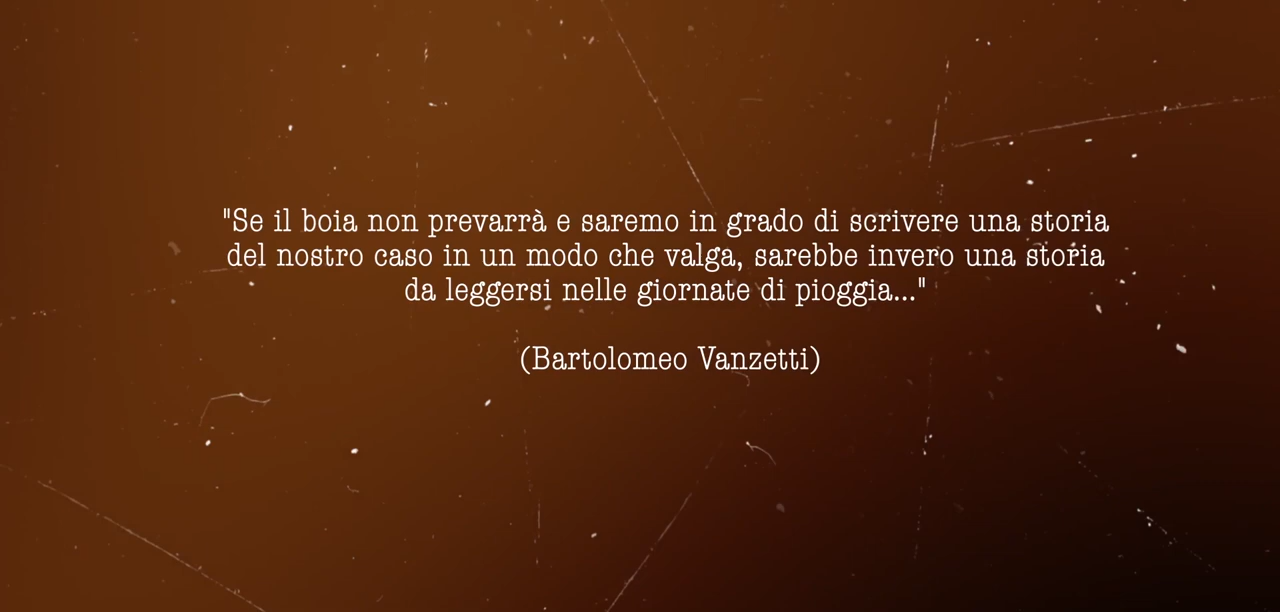 "Se il boia non prevarrà e saremo in grado di scrivere una storia
del nostro caso in un modo che valga, sarebbe invero una storia
da leggersi nelle giornate di pioggia..."
(Bartolomeo Vanzetti)